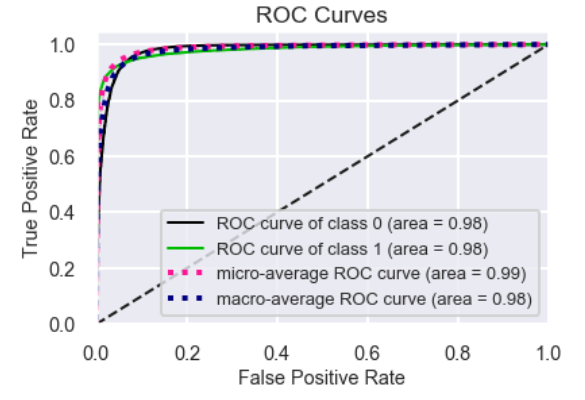 ROC Curves
True Positive Rate
1.0
0.8
0.6
0.4
0.2
0.0
ROC curve of class 0 (area = 0.98)
ROC curve of class 1 (area = 0.98)
micro-average ROC curve (area = 0.99)
macro-average ROC curve (area = 0.98)
0.0 0.2 0.4 0.6 0.8 1.0
False Positive Rate